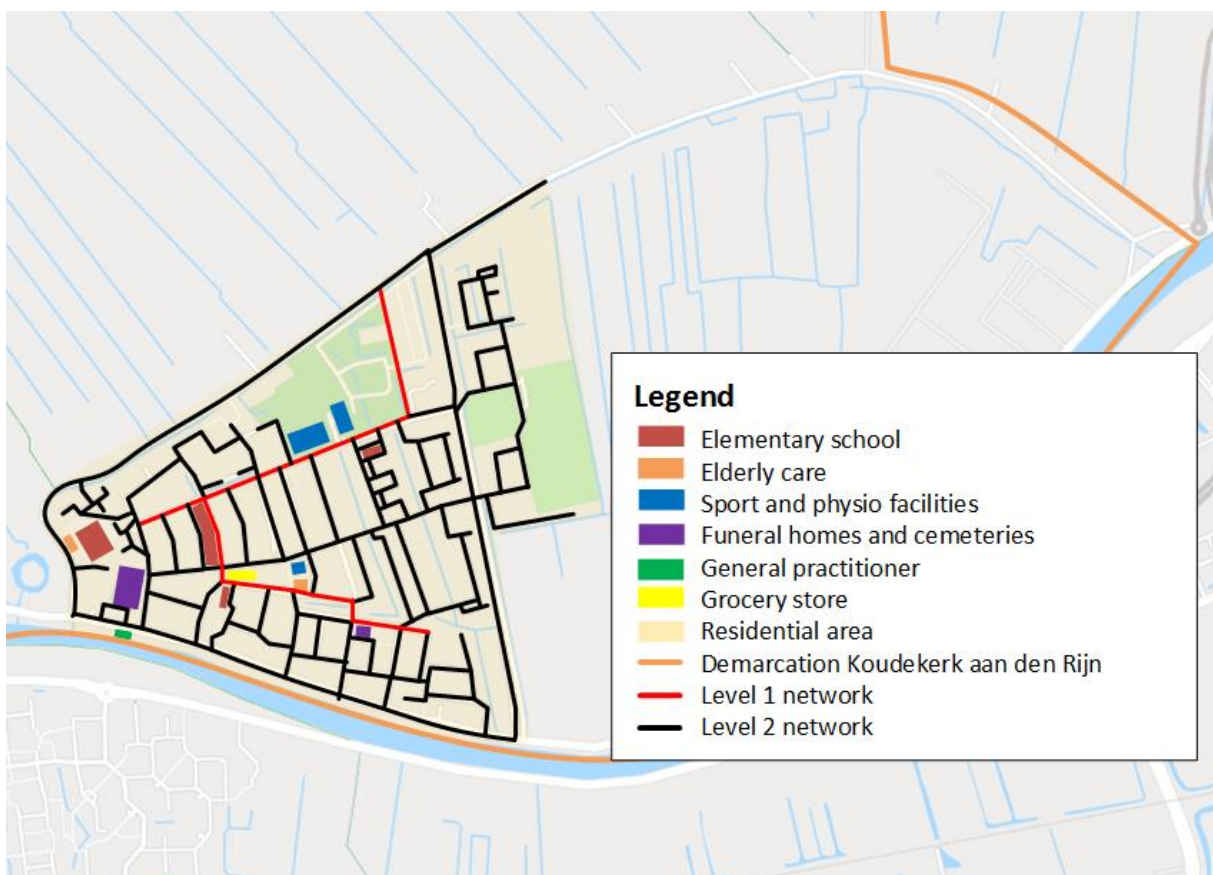 Legend
Elementary school
Elderly care
Sport and physio facilities
Funeral homes and cemeteries
General practitioner
Grocery store
Residential area
Demarcation Koudekerk aan den Rijn
Level 1 network
Level 2 network